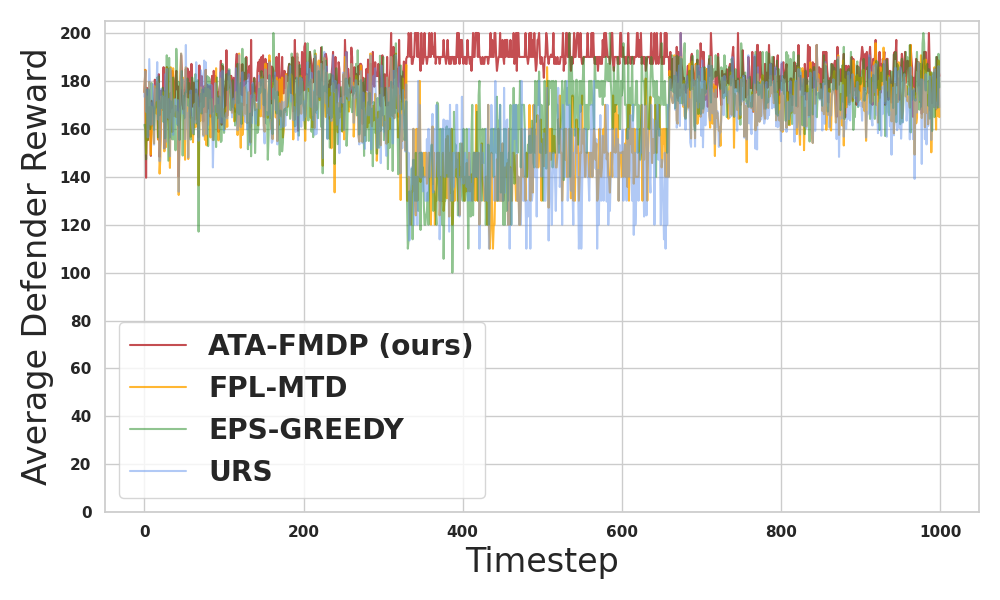 Average Defender Reward
200
180
160
140
120
100
80
60
40
20
0
ATA-FMDP (ours)
FPL-MTD
EPS-GREEDY
URS
0 200 400 600 800 1000
Timestep